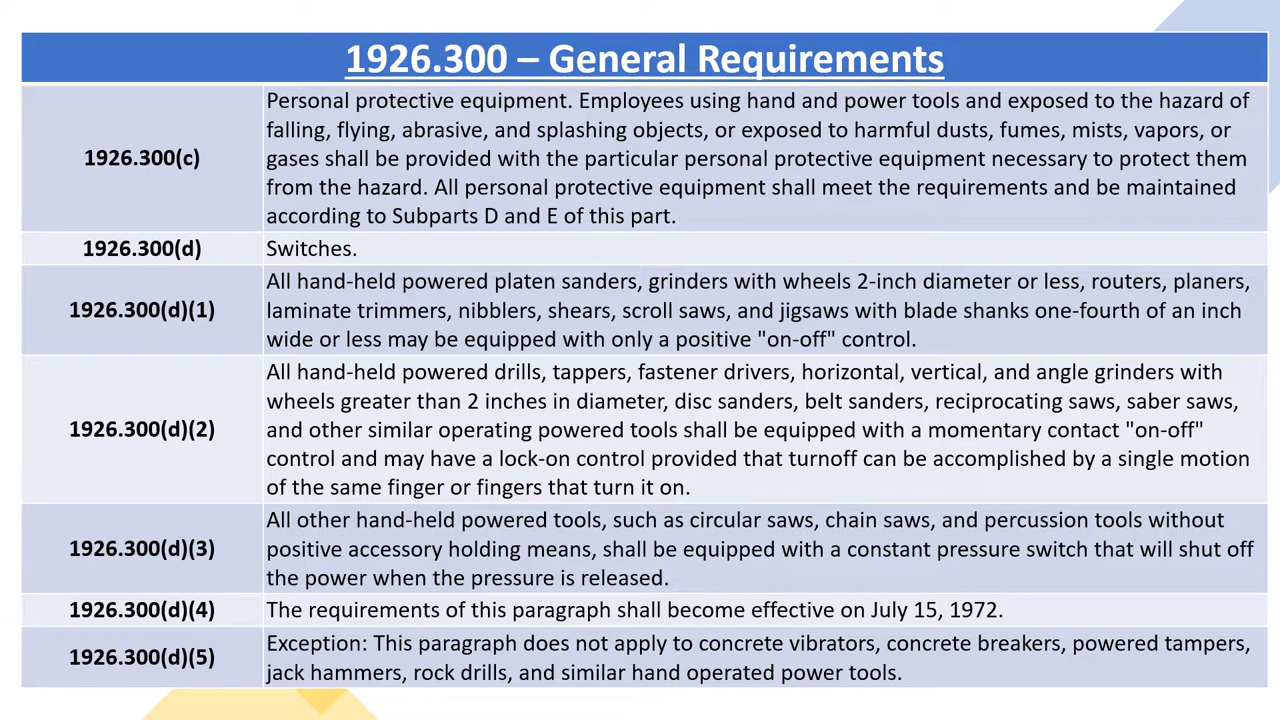 1926.300 – General Requirements
1926.300(c)
Personal protective equipment. Employees using hand and power tools and exposed to the hazard of
falling, flying, abrasive, and splashing objects, or exposed to harmful dusts, fumes, mists, vapors, or
gases shall be provided with the particular personal protective equipment necessary to protect them
from the hazard. All personal protective equipment shall meet the requirements and be maintained
according to Subparts D and E of this part.
1926.300(d)
Switches.
1926.300(d)(1)
All hand-held powered platen sanders, grinders with wheels 2-inch diameter or less, routers, planers,
laminate trimmers, nibblers, shears, scroll saws, and jigsaws with blade shanks one-fourth of an inch
wide or less may be equipped with only a positive "on-off" control.
1926.300(d)(2)
All hand-held powered drills, tappers, fastener drivers, horizontal, vertical, and angle grinders with
wheels greater than 2 inches in diameter, disc sanders, belt sanders, reciprocating saws, saber saws,
and other similar operating powered tools shall be equipped with a momentary contact "on-off"
control and may have a lock-on control provided that turnoff can be accomplished by a single motion
of the same finger or fingers that turn it on.
1926.300(d)(3)
All other hand-held powered tools, such as circular saws, chain saws, and percussion tools without
positive accessory holding means, shall be equipped with a constant pressure switch that will shut off
the power when the pressure is released.
1926.300(d)(4)
The requirements of this paragraph shall become effective on July 15, 1972.
1926.300(d)(5)
Exception: This paragraph does not apply to concrete vibrators, concrete breakers, powered tampers,
jack hammers, rock drills, and similar hand operated power tools.